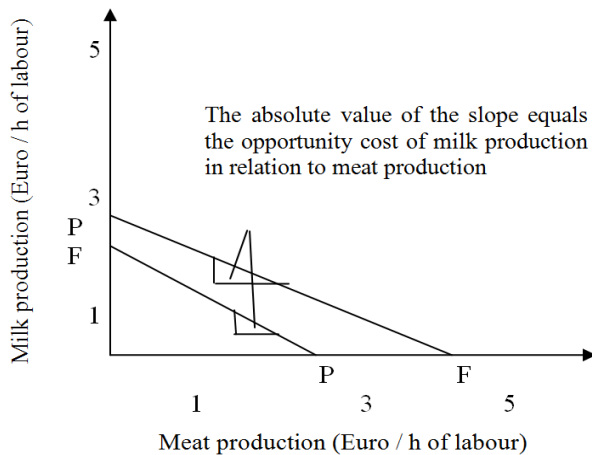 Milk production (Euro / h of labour)
5
The absolute value of the slope equals
the opportunity cost of milk production
in relation to meat production
3
P
F
1
P F
1 3 5
Meat production (Euro / h of labour)